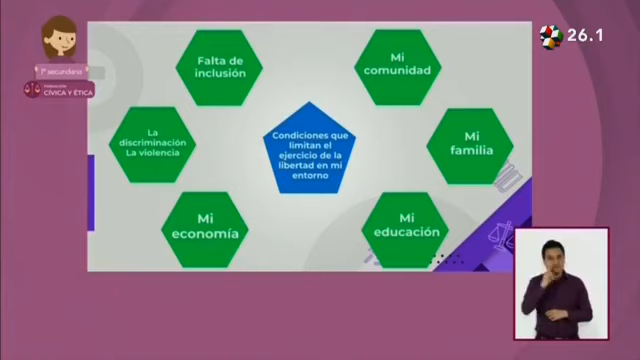 26.1
1° secundaria
FORMACIÓN
CÍVICA Y ÉTICA
Falta de
inclusión
Mi
comunidad
La
discriminación
La violencia
Condiciones que
limitan el
ejercicio de la
libertad en mi
entorno
Mi
familia
Mi
economía
Mi
educación